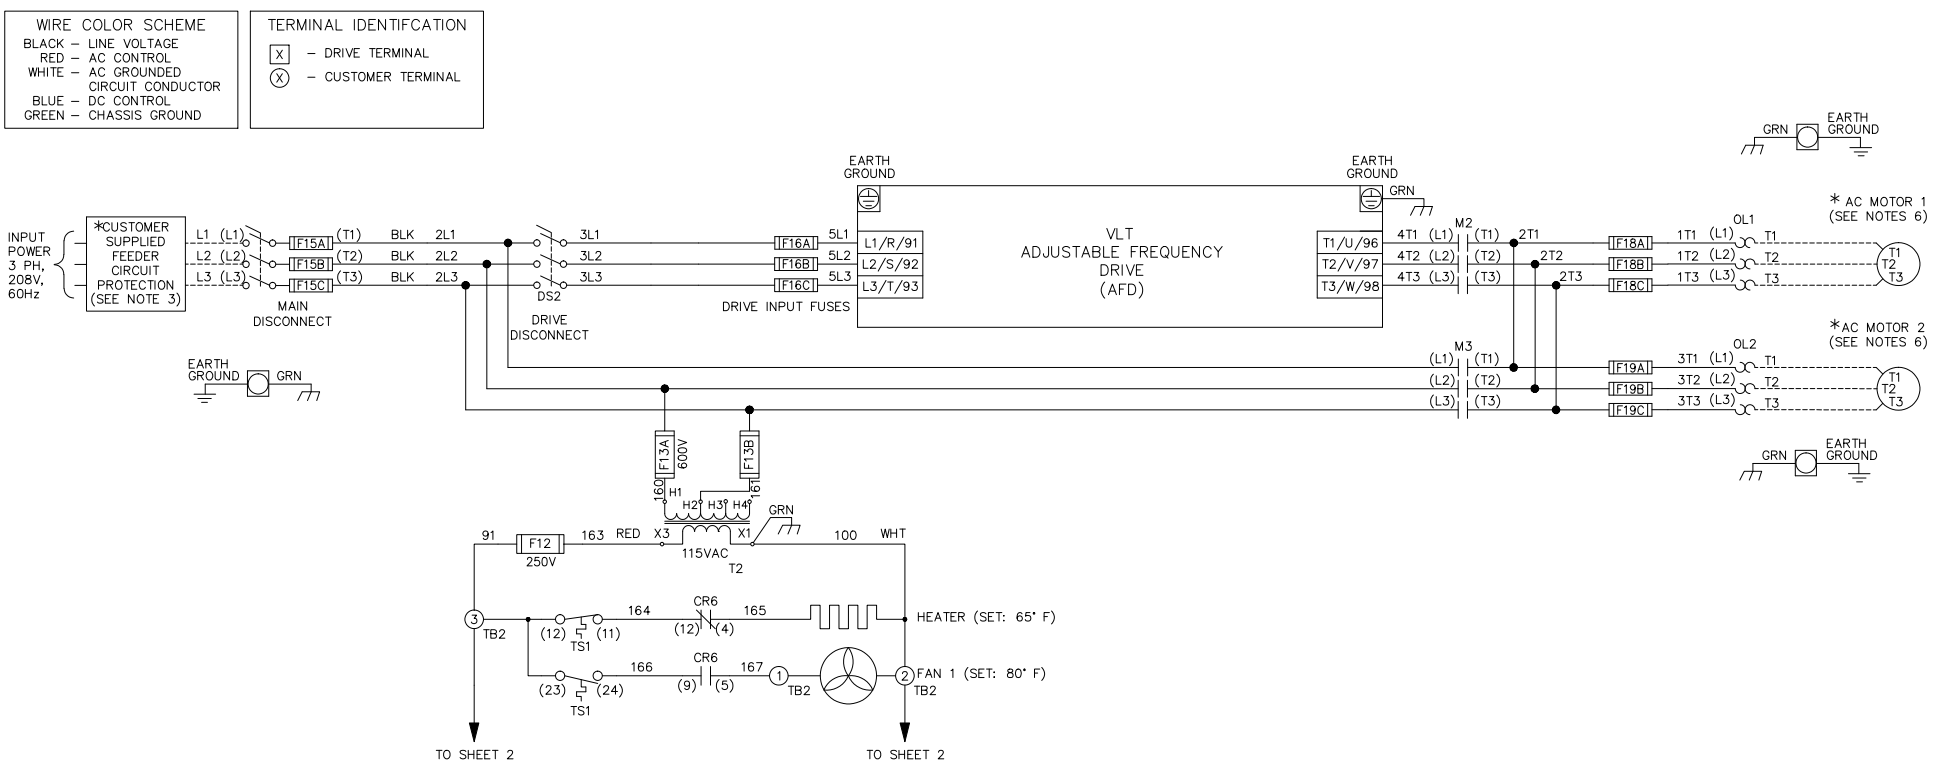 WIRE COLOR SCHEME
BLACK – LINE VOLTAGE
RED – AC CONTROL
WHITE – AC GROUNDED
CIRCUIT CONDUCTOR
BLUE – DC CONTROL
GREEN – CHASSIS GROUND
TERMINAL IDENTIFCATION
X – DRIVE TERMINAL
X – CUSTOMER TERMINAL
INPUT
POWER
3 PH,
208V,
60Hz
*CUSTOMER
SUPPLIED
FEEDER
CIRCUIT
PROTECTION
(SEE NOTE 3)
L1 (L1) F15A (T1) BLK 2L1 3L1 F16A 5L1 L1/R/91
L2 (L2) F15B (T2) BLK 2L2 3L2 F16B 5L2 L2/S/92
L3 (L3) F15C (T3) BLK 2L3 3L3 F16C 5L3 L3/T/93
MAIN
DISCONNECT
DS2
DRIVE
DISCONNECT
DRIVE INPUT FUSES
EARTH
GROUND
VLT
ADJUSTABLE FREQUENCY
DRIVE
(AFD)
EARTH
GROUND
GRN
T1/U/96 4T1 (L1) M2 (T1) 2T1 F18A 1T1 (L1) OL1 T1
T2/V/97 4T2 (L2) (T2) 2T2 F18B 1T2 (L2) T2
T3/W/98 4T3 (L3) (T3) 2T3 F18C 1T3 (L3) T3
GRN
EARTH
GROUND
* AC MOTOR 1
(SEE NOTES 6)
T1
T2
T3
(L1) M3 (T1) F19A 3T1 (L1) OL2 T1
(L2) (T2) F19B 3T2 (L2) T2
(L3) (T3) F19C 3T3 (L3) T3
*AC MOTOR 2
(SEE NOTES 6)
T1
T2
T3
GRN
EARTH
GROUND
EARTH
GROUND
GRN
F13A
600V
F13B
160
161
H1
H2 H3 H4
GRN
91 F12 163 RED X3 X1 100 WHT
250V
115VAC
T2
3
TB2
164 CR6 165
(12) (11) (12) (4)
TS1
HEATER (SET: 65° F)
166 CR6 167 1
(23) (24) (9) (5) TB2
TS1
2 FAN 1 (SET: 80° F)
TB2
TO SHEET 2
TO SHEET 2